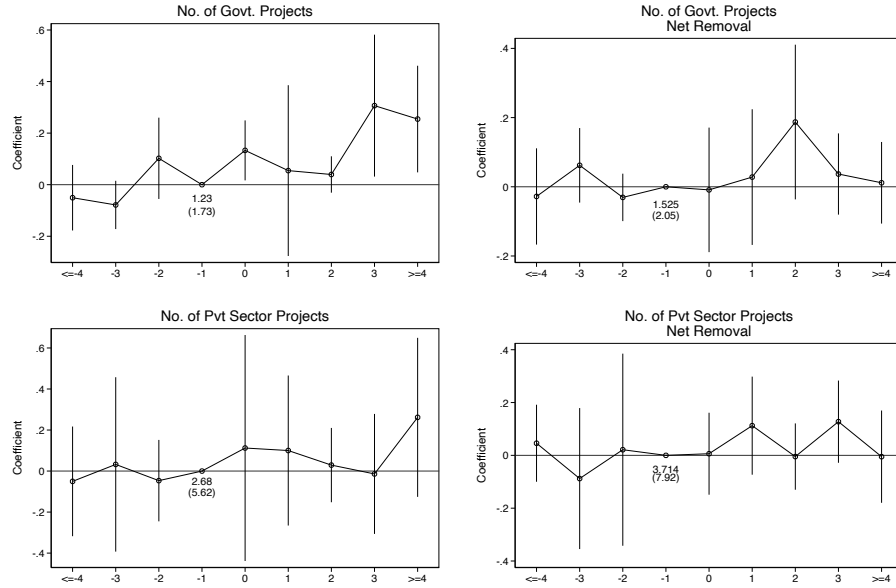 No. of Govt. Projects
.6
.4
.2
0
-.2
Coefficient
1.23
(1.73)
<=-4 -3 -2 -1 0 1 2 3 >=4
No. of Govt. Projects
Net Removal
.4
.2
0
-.2
Coefficient
1.525
(2.05)
<=-4 -3 -2 -1 0 1 2 3 >=4
No. of Pvt Sector Projects
.6
.4
.2
0
-.2
-.4
Coefficient
2.68
(5.62)
<=-4 -3 -2 -1 0 1 2 3 >=4
No. of Pvt Sector Projects
Net Removal
.4
.2
0
-.2
-.4
Coefficient
3.714
(7.92)
<=-4 -3 -2 -1 0 1 2 3 >=4